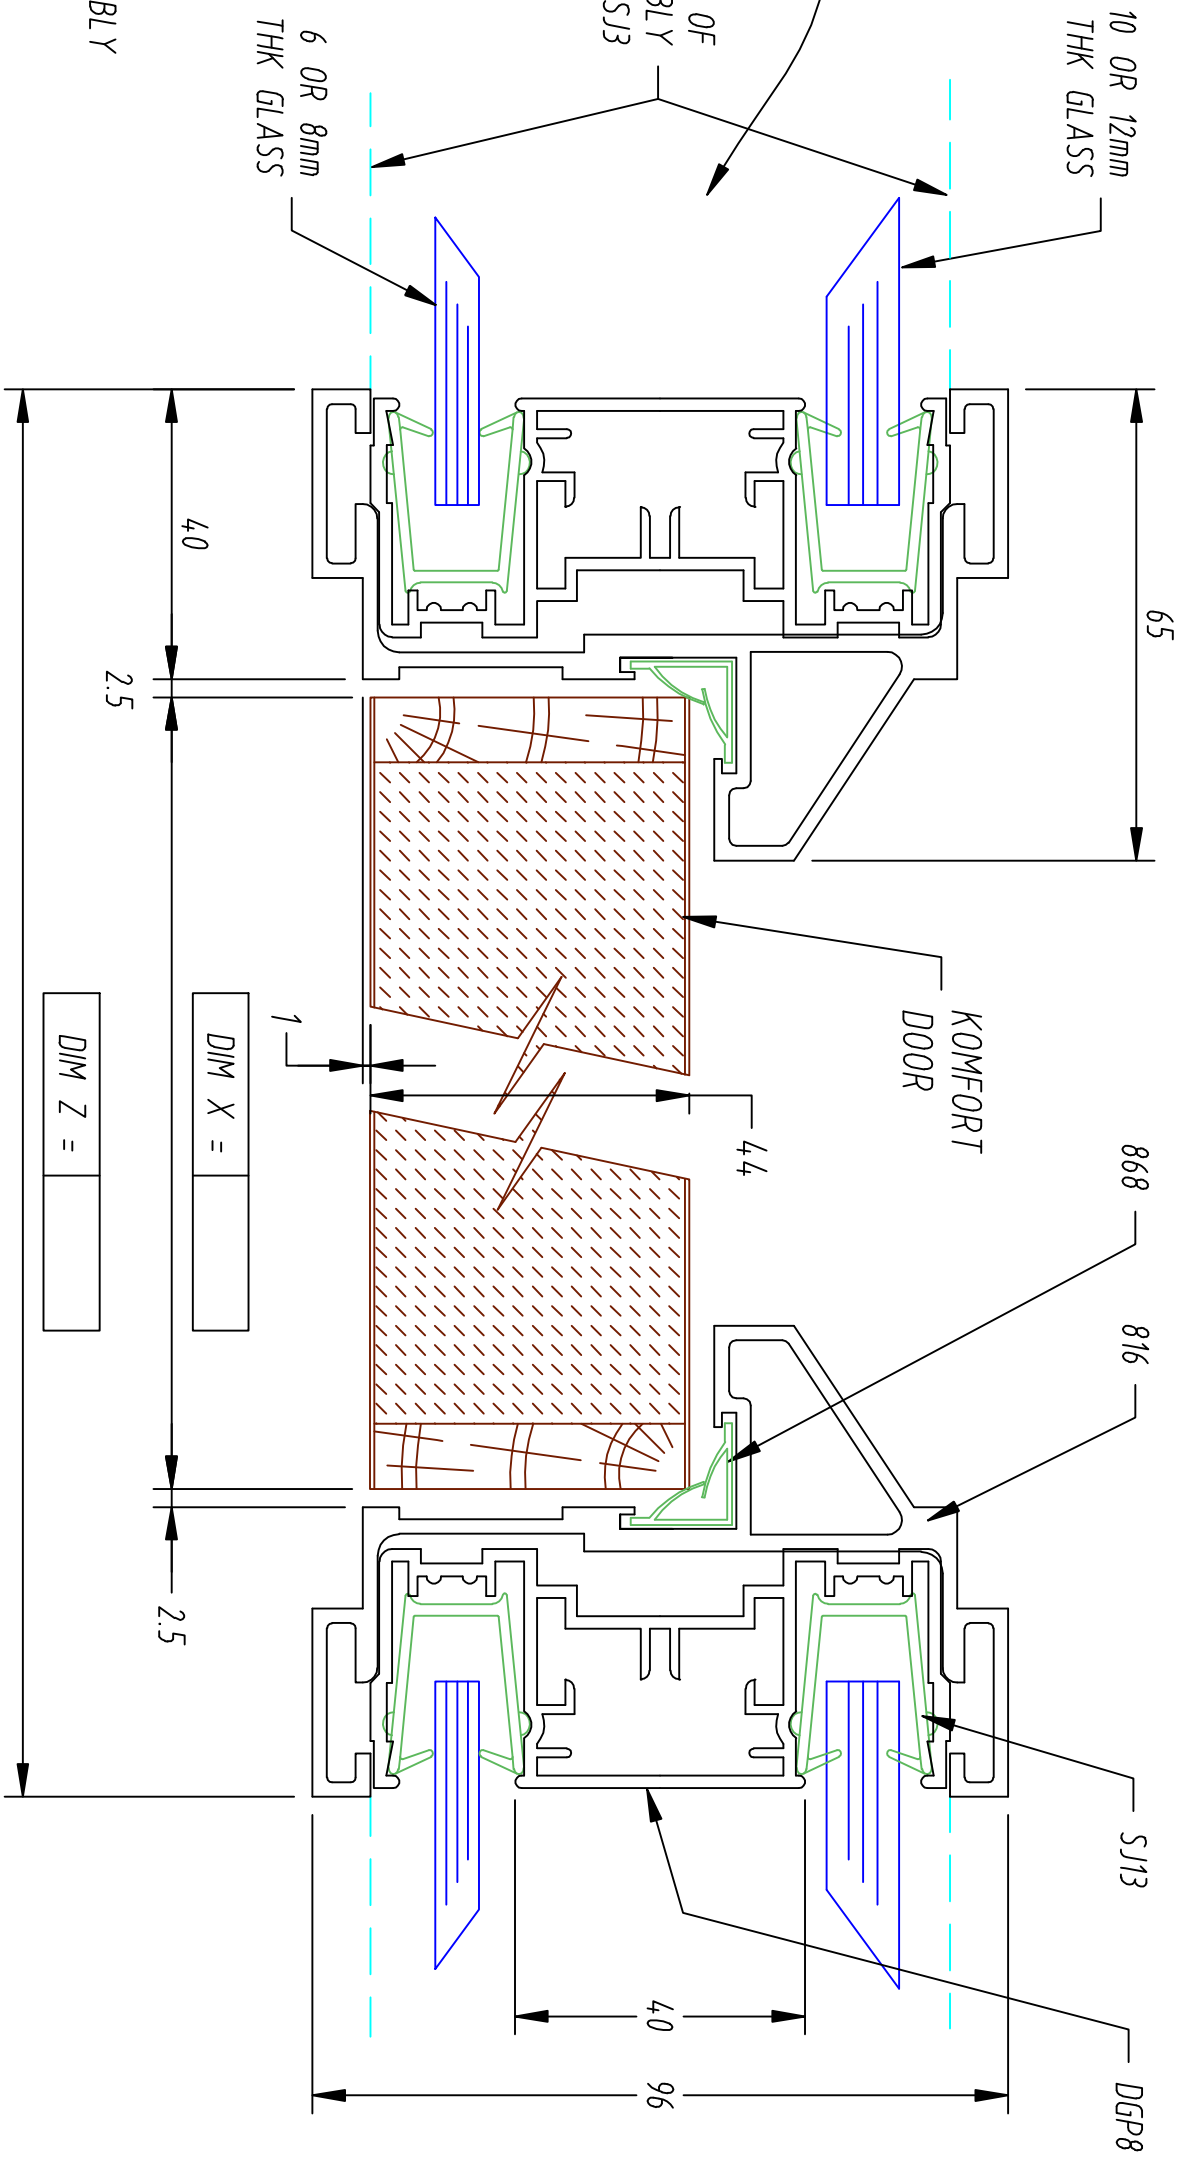 10 OR 12mm
THK GLASS
OF
BLY
SJ3
6 OR 8mm
THK GLASS
BLY
65
40
2.5
KOMFORT
DOOR
44
1
DIM X =
DIM Z =
868
816
2.5
SJ13
40
96
DGP8